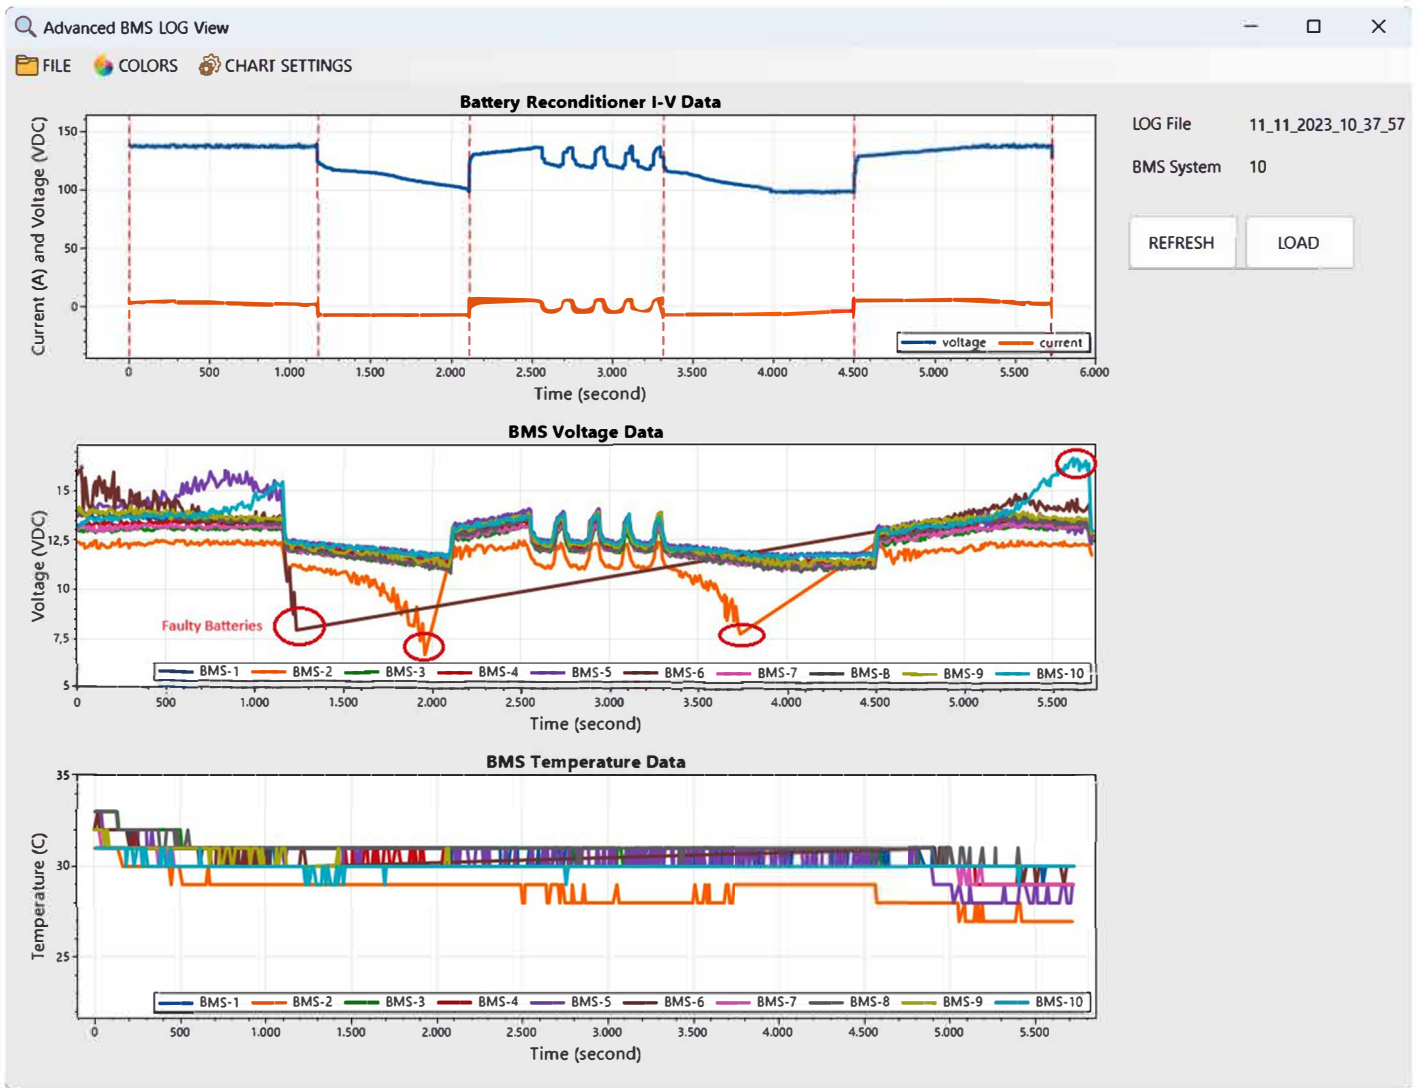 Advanced BMS LOG View
FILE COLORS CHART SETTINGS
Battery Reconditioner I-V Data
LOG File 11_11_2023_10_37_57
BMS System 10
REFRESH LOAD
Current (A) and Voltage (VDC)
150
100
50
0
voltage current
0 500 1.000 1.500 2.000 2.500 3.000 3.500 4.000 4.500 5.000 5.500 6.000
Time (second)
BMS Voltage Data
Voltage (VDC)
15
12,5
10
7,5
5
Faulty Batteries
BMS-1 BMS-2 BMS-3 BMS-4 BMS-5 BMS-6 BMS-7 BMS-8 BMS-9 BMS-10
0 500 1.000 1.500 2.000 2.500 3.000 3.500 4.000 4.500 5.000 5.500
Time (second)
BMS Temperature Data
Temperature (C)
35
30
25
BMS-1 BMS-2 BMS-3 BMS-4 BMS-5 BMS-6 BMS-7 BMS-8 BMS-9 BMS-10
0 500 1.000 1.500 2.000 2.500 3.000 3.500 4.000 4.500 5.000 5.500
Time (second)